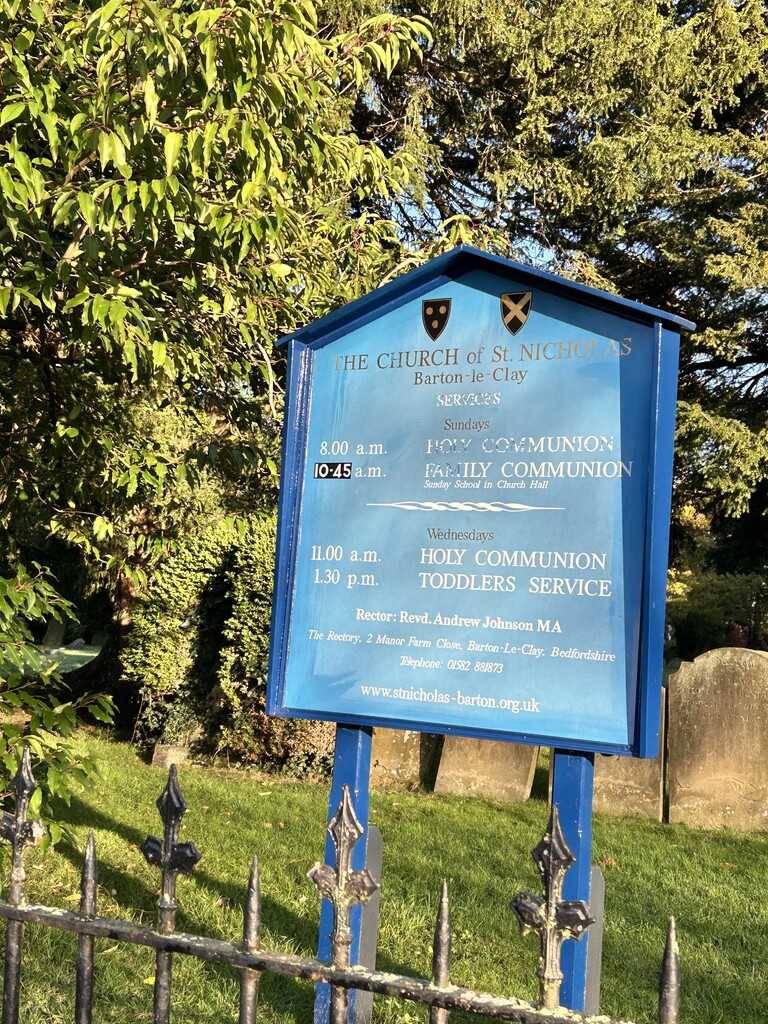 THE CHURCH of St. NICHOLAS
Barton-le-Clay
SERVICES
Sundays
8.00 a.m. HOLY COMMUNION
10-45 a.m. FAMILY COMMUNION
Sunday School in Church Hall
Wednesdays
11.00 a.m. HOLY COMMUNION
1.30 p.m. TODDLERS SERVICE
Rector: Revd. Andrew Johnson MA
The Rectory, 2 Manor Farm Close, Barton-Le-Clay, Bedfordshire
Telephone: 01582 881873
www.stnicholas-barton.org.uk